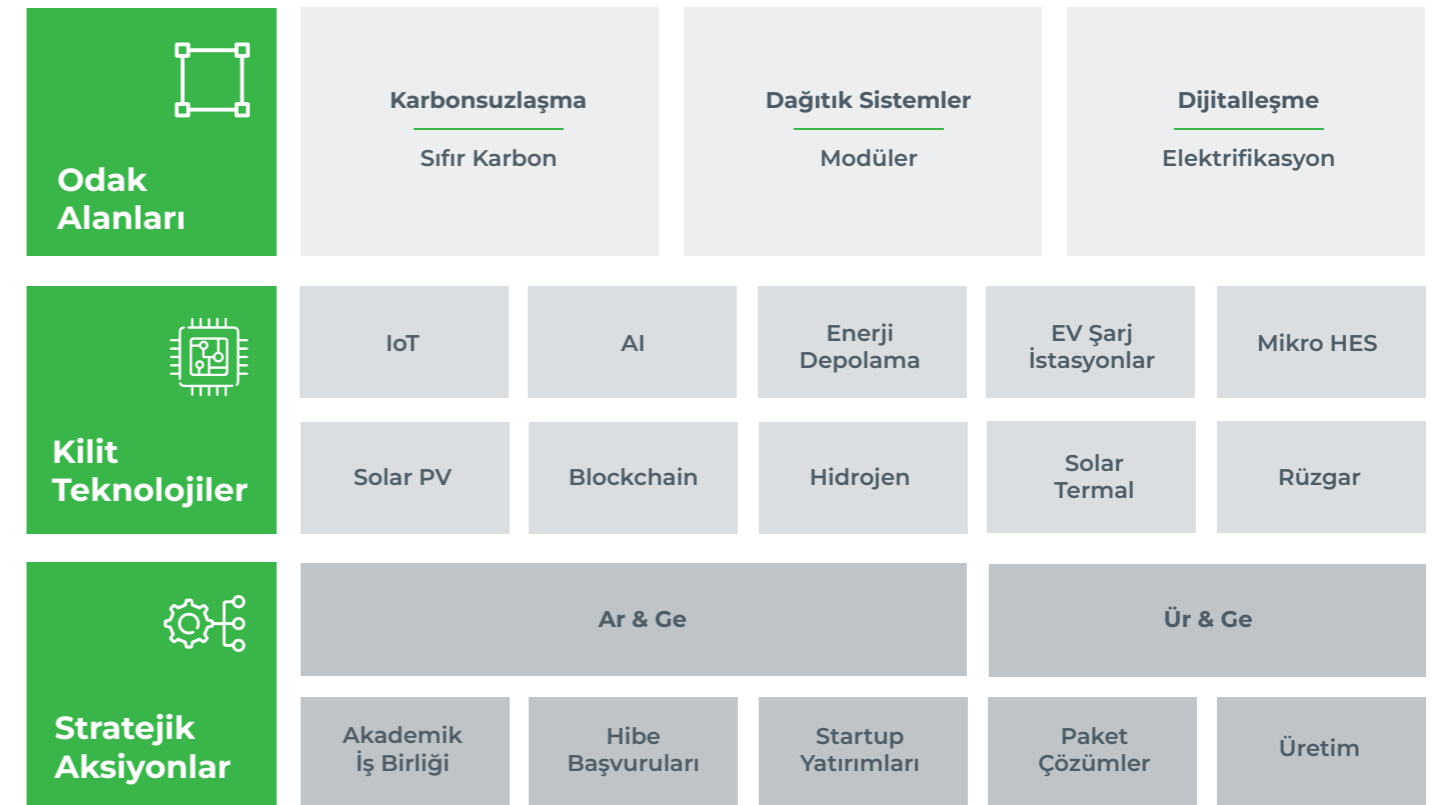 Odak
Alanları
Karbonsuzlaşma
Sıfır Karbon
Dağıtık Sistemler
Modüler
Dijitalleşme
Elektrifikasyon
Kilit
Teknolojiler
IoT
AI
Enerji
Depolama
EV Şarj
İstasyonlar
Mikro HES
Solar PV
Blockchain
Hidrojen
Solar
Termal
Rüzgar
Stratejik
Aksiyonlar
Ar & Ge
Ür & Ge
Akademik
İş Birliği
Hibe
Başvuruları
Startup
Yatırımları
Paket
Çözümler
Üretim